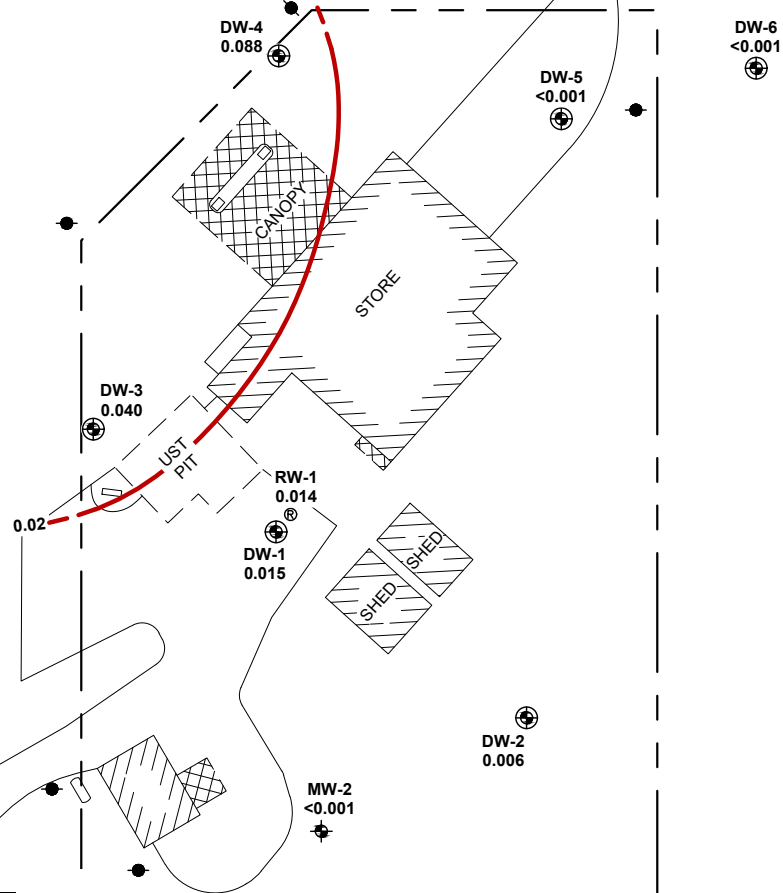 DW-4
0.088
DW-6
<0.001
DW-5
<0.001
CANOPY
STORE
DW-3
0.040
UST
PIT
RW-1
0.014
®
0.02
DW-1
0.015
SHED
SHED
DW-2
0.006
MW-2
<0.001